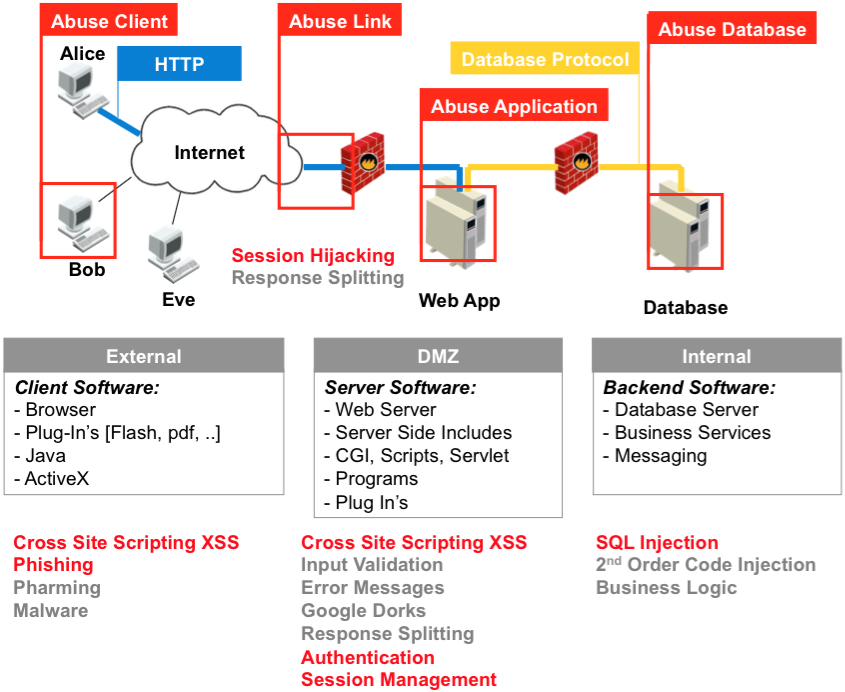 Abuse Client
Abuse Link
Abuse Database
Alice
HTTP
Database Protocol
Abuse Application
Internet
Bob
Eve
Session Hijacking
Response Splitting
Web App
Database
External
Client Software:
- Browser
- Plug-In's [Flash, pdf, ..]
- Java
- ActiveX
DMZ
Server Software:
- Web Server
- Server Side Includes
- CGI, Scripts, Servlet
- Programs
- Plug In's
Internal
Backend Software:
- Database Server
- Business Services
- Messaging
Cross Site Scripting XSS
Phishing
Pharming
Malware
Cross Site Scripting XSS
Input Validation
Error Messages
Google Dorks
Response Splitting
Authentication
Session Management
SQL Injection
2nd Order Code Injection
Business Logic